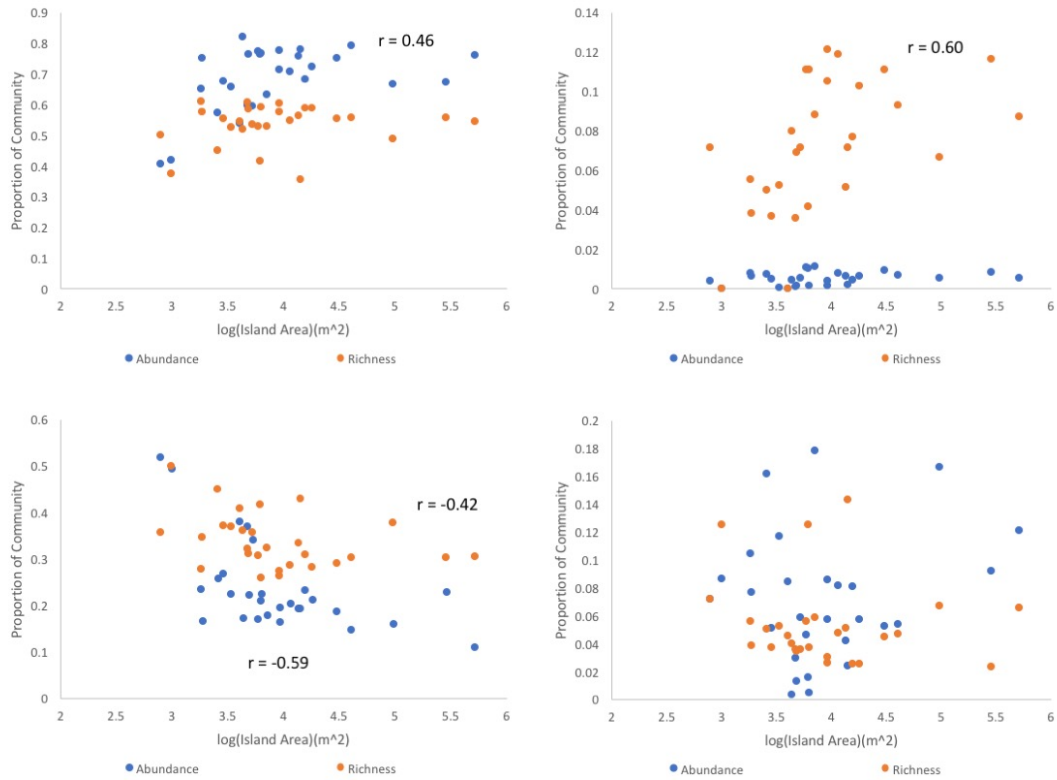 0.9
0.8
0.7
0.6
0.5
0.4
0.3
0.2
0.1
0
Proportion of Community
r = 0.46
2 3 3.5 4 4.5 5 5.5 6
log(Island Area)(m^2)
Abundance Richness
0.14
0.12
0.1
0.08
0.06
0.04
0.02
0
Proportion of Community
r = 0.60
2 3 3.5 4 4.5 5 5.5 6
log(Island Area)(m^2)
Abundance Richness
0.6
0.5
0.4
0.3
0.2
0.1
0
Proportion of Community
r = -0.42
r = -0.59
2 3 3.5 4 4.5 5 5.5 6
log(Island Area)(m^2)
Abundance Richness
0.2
0.18
0.16
0.14
0.12
0.1
0.08
0.06
0.04
0.02
0
Proportion of Community
2 3 3.5 4 4.5 5 5.5 6
log(Island Area)(m^2)
Abundance Richness